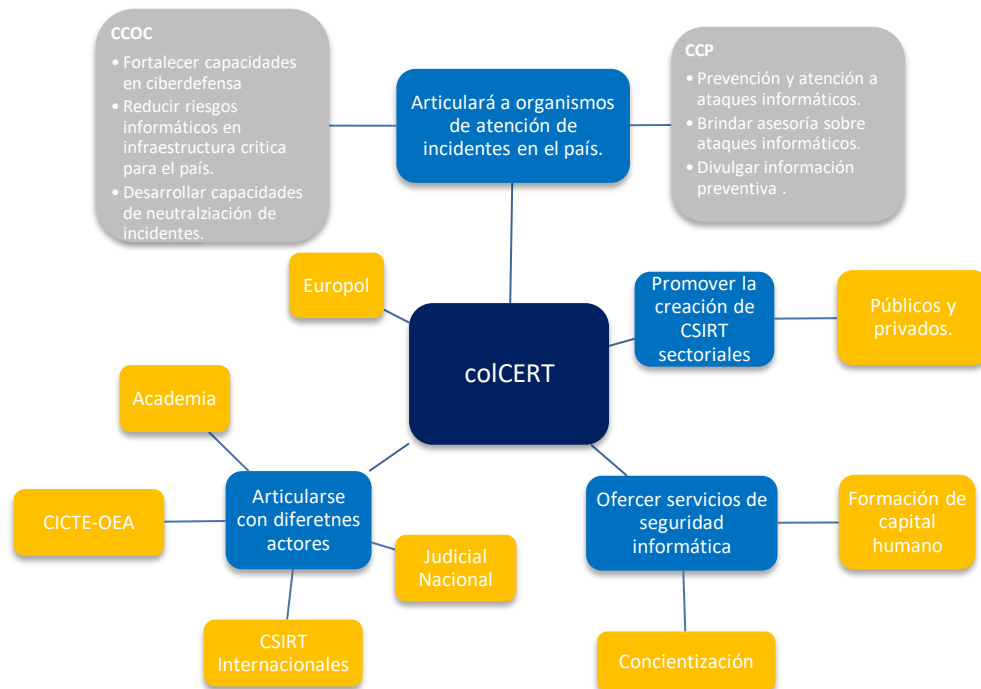 CCOC
• Fortalecer capacidades
en ciberdefensa
• Reducir riesgos
informáticos en
infraestructura critica
para el país.
• Desarrollar capacidades
de neutralziación de
incidentes.
Articulará a organismos
de atención de
incidentes en el país.
CCP
• Prevención y atención a
ataques informáticos.
• Brindar asesoría sobre
ataques informáticos.
• Divulgar información
preventiva .
Europol
Promover la
creación de
CSIRT
sectoriales
Públicos y
privados.
colCERT
Academia
CICTE-OEA
Articularse
con diferetnes
actores
Judicial
Nacional
CSIRT
Internacionales
Ofercer servicios de
seguridad
informática
Formación de
capital
humano
Concientización